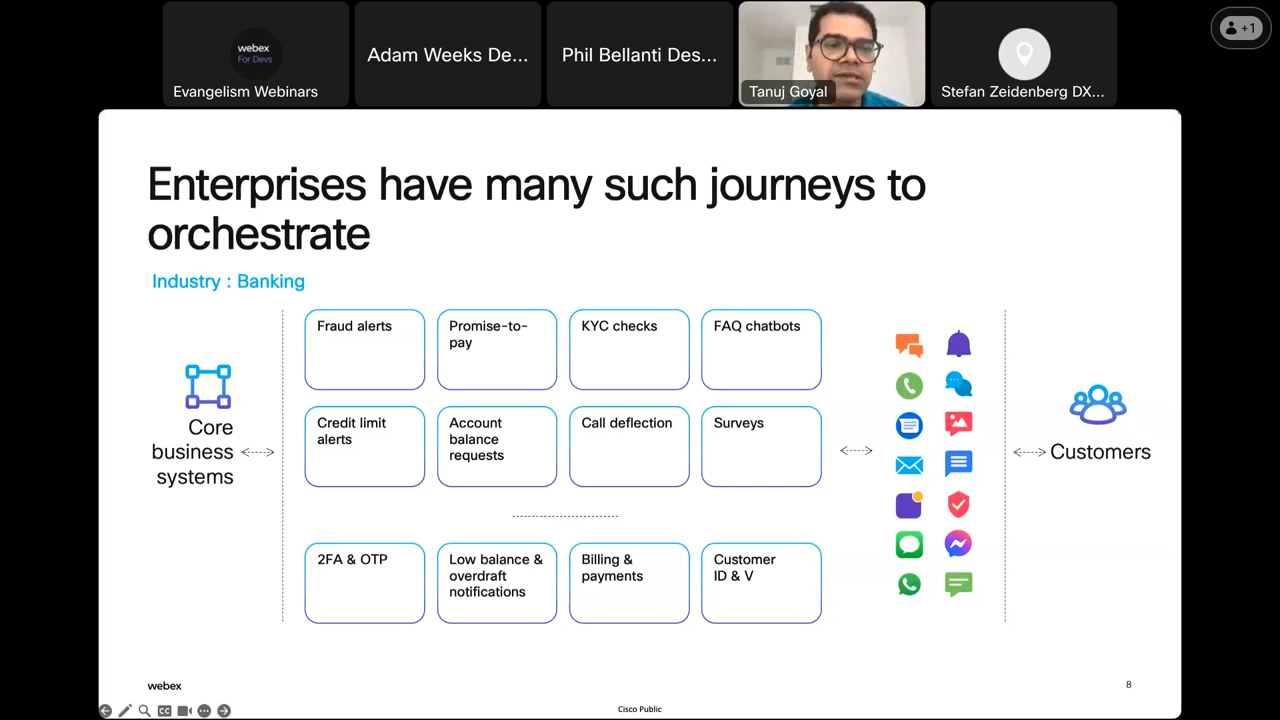 webex
For Devs
Evangelism Webinars
Adam Weeks De...
Phil Bellanti Des...
Tanuj Goyal
Stefan Zeidenberg DX...
+1
Enterprises have many such journeys to
orchestrate
Industry : Banking
Core
business
systems
Fraud alerts
Promise-to-
pay
KYC checks
FAQ chatbots
Credit limit
alerts
Account
balance
requests
Call deflection
Surveys
2FA & OTP
Low balance &
overdraft
notifications
Billing &
payments
Customer
ID & V
Customers
webex
8
CC
Cisco Public